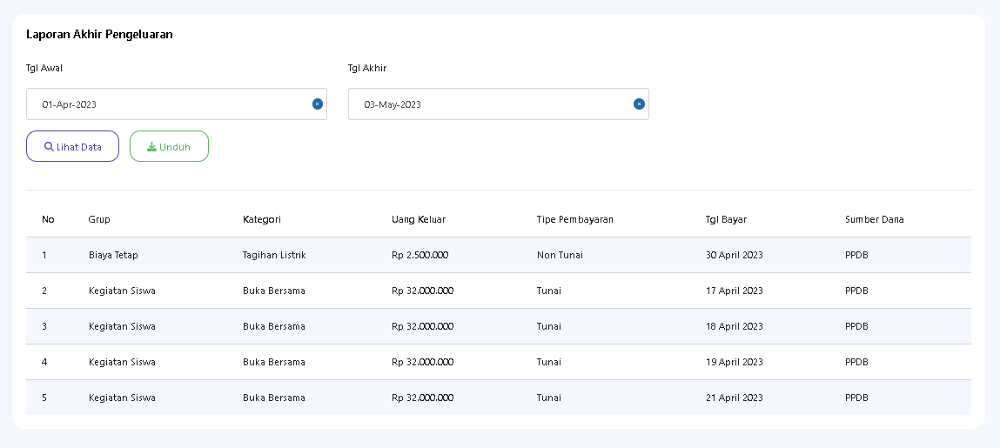 Laporan Akhir Pengeluaran
Tgl Awal Tgl Akhir
01-Apr-2023 03-May-2023
Lihat Data Unduh
No Grup Kategori Uang Keluar Tipe Pembayaran Tgl Bayar Sumber Dana
1 Biaya Tetap Tagihan Listrik Rp 2.500.000 Non Tunai 30 April 2023 PPDB
2 Kegiatan Siswa Buka Bersama Rp 32.000.000 Tunai 17 April 2023 PPDB
3 Kegiatan Siswa Buka Bersama Rp 32.000.000 Tunai 18 April 2023 PPDB
4 Kegiatan Siswa Buka Bersama Rp 32.000.000 Tunai 19 April 2023 PPDB
5 Kegiatan Siswa Buka Bersama Rp 32.000.000 Tunai 21 April 2023 PPDB